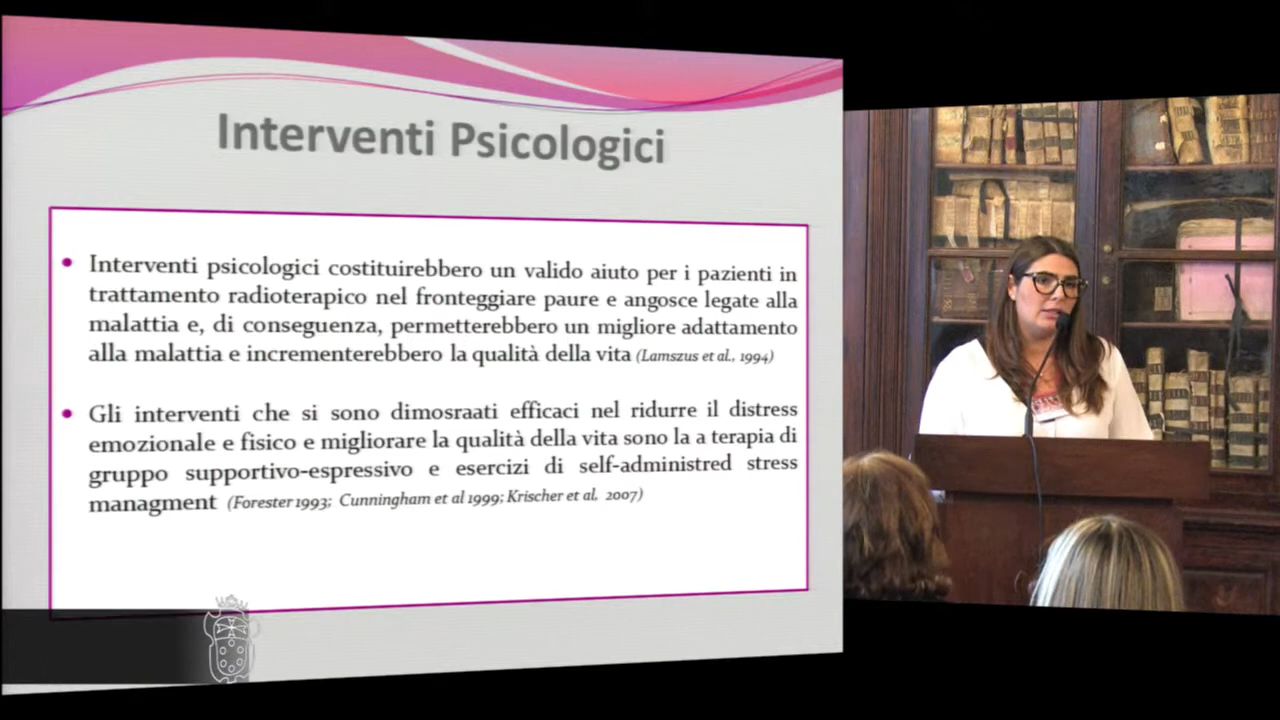 Interventi Psicologici
Interventi psicologici costituirebbero un valido aiuto per i pazienti in
trattamento radioterapico nel fronteggiare paure e angosce legate alla
malattia e, di conseguenza, permetterebbero un migliore adattamento
alla malattia e incrementerebbero la qualità della vita (Lamszus et al., 1994)
Gli interventi che si sono dimosraati efficaci nel ridurre il distress
emozionale e fisico e migliorare la qualità della vita sono la a terapia di
gruppo supportivo-espressivo e esercizi di self-administred stress
managment (Forester 1993; Cunningham et al 1999; Krischer et al, 2007)